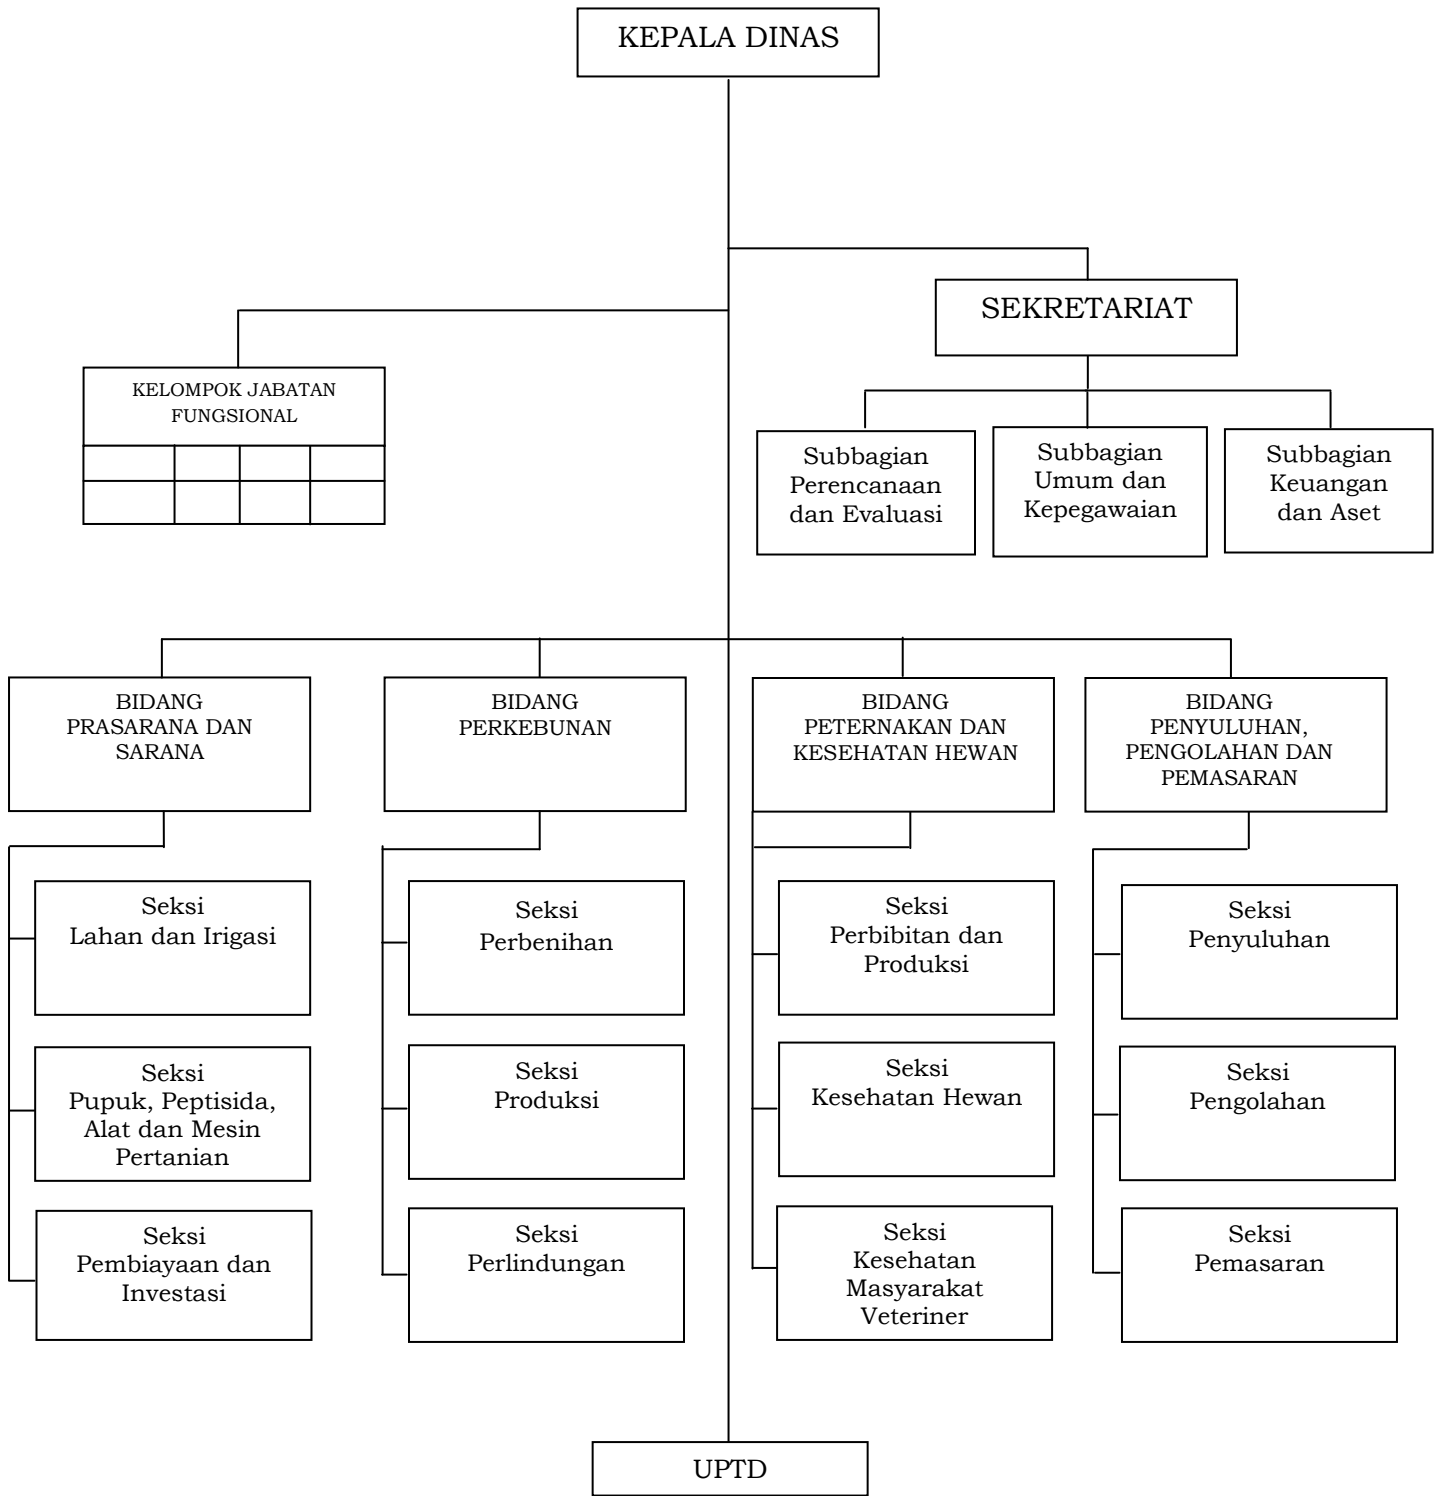 KEPALA DINAS
SEKRETARIAT
KELOMPOK JABATAN
FUNGSIONAL
Subbagian
Perencanaan
dan Evaluasi
Subbagian
Umum dan
Kepegawaian
Subbagian
Keuangan
dan Aset
BIDANG
PRASARANA DAN
SARANA
BIDANG
PERKEBUNAN
BIDANG
PETERNAKAN DAN
KESEHATAN HEWAN
BIDANG
PENYULUHAN,
PENGOLAHAN DAN
PEMASARAN
Seksi
Lahan dan Irigasi
Seksi
Perbenihan
Seksi
Perbibitan dan
Produksi
Seksi
Penyuluhan
Seksi
Pupuk, Peptisida,
Alat dan Mesin
Pertanian
Seksi
Produksi
Seksi
Kesehatan Hewan
Seksi
Pengolahan
Seksi
Pembiayaan dan
Investasi
Seksi
Perlindungan
Seksi
Kesehatan
Masyarakat
Veteriner
Seksi
Pemasaran
UPTD